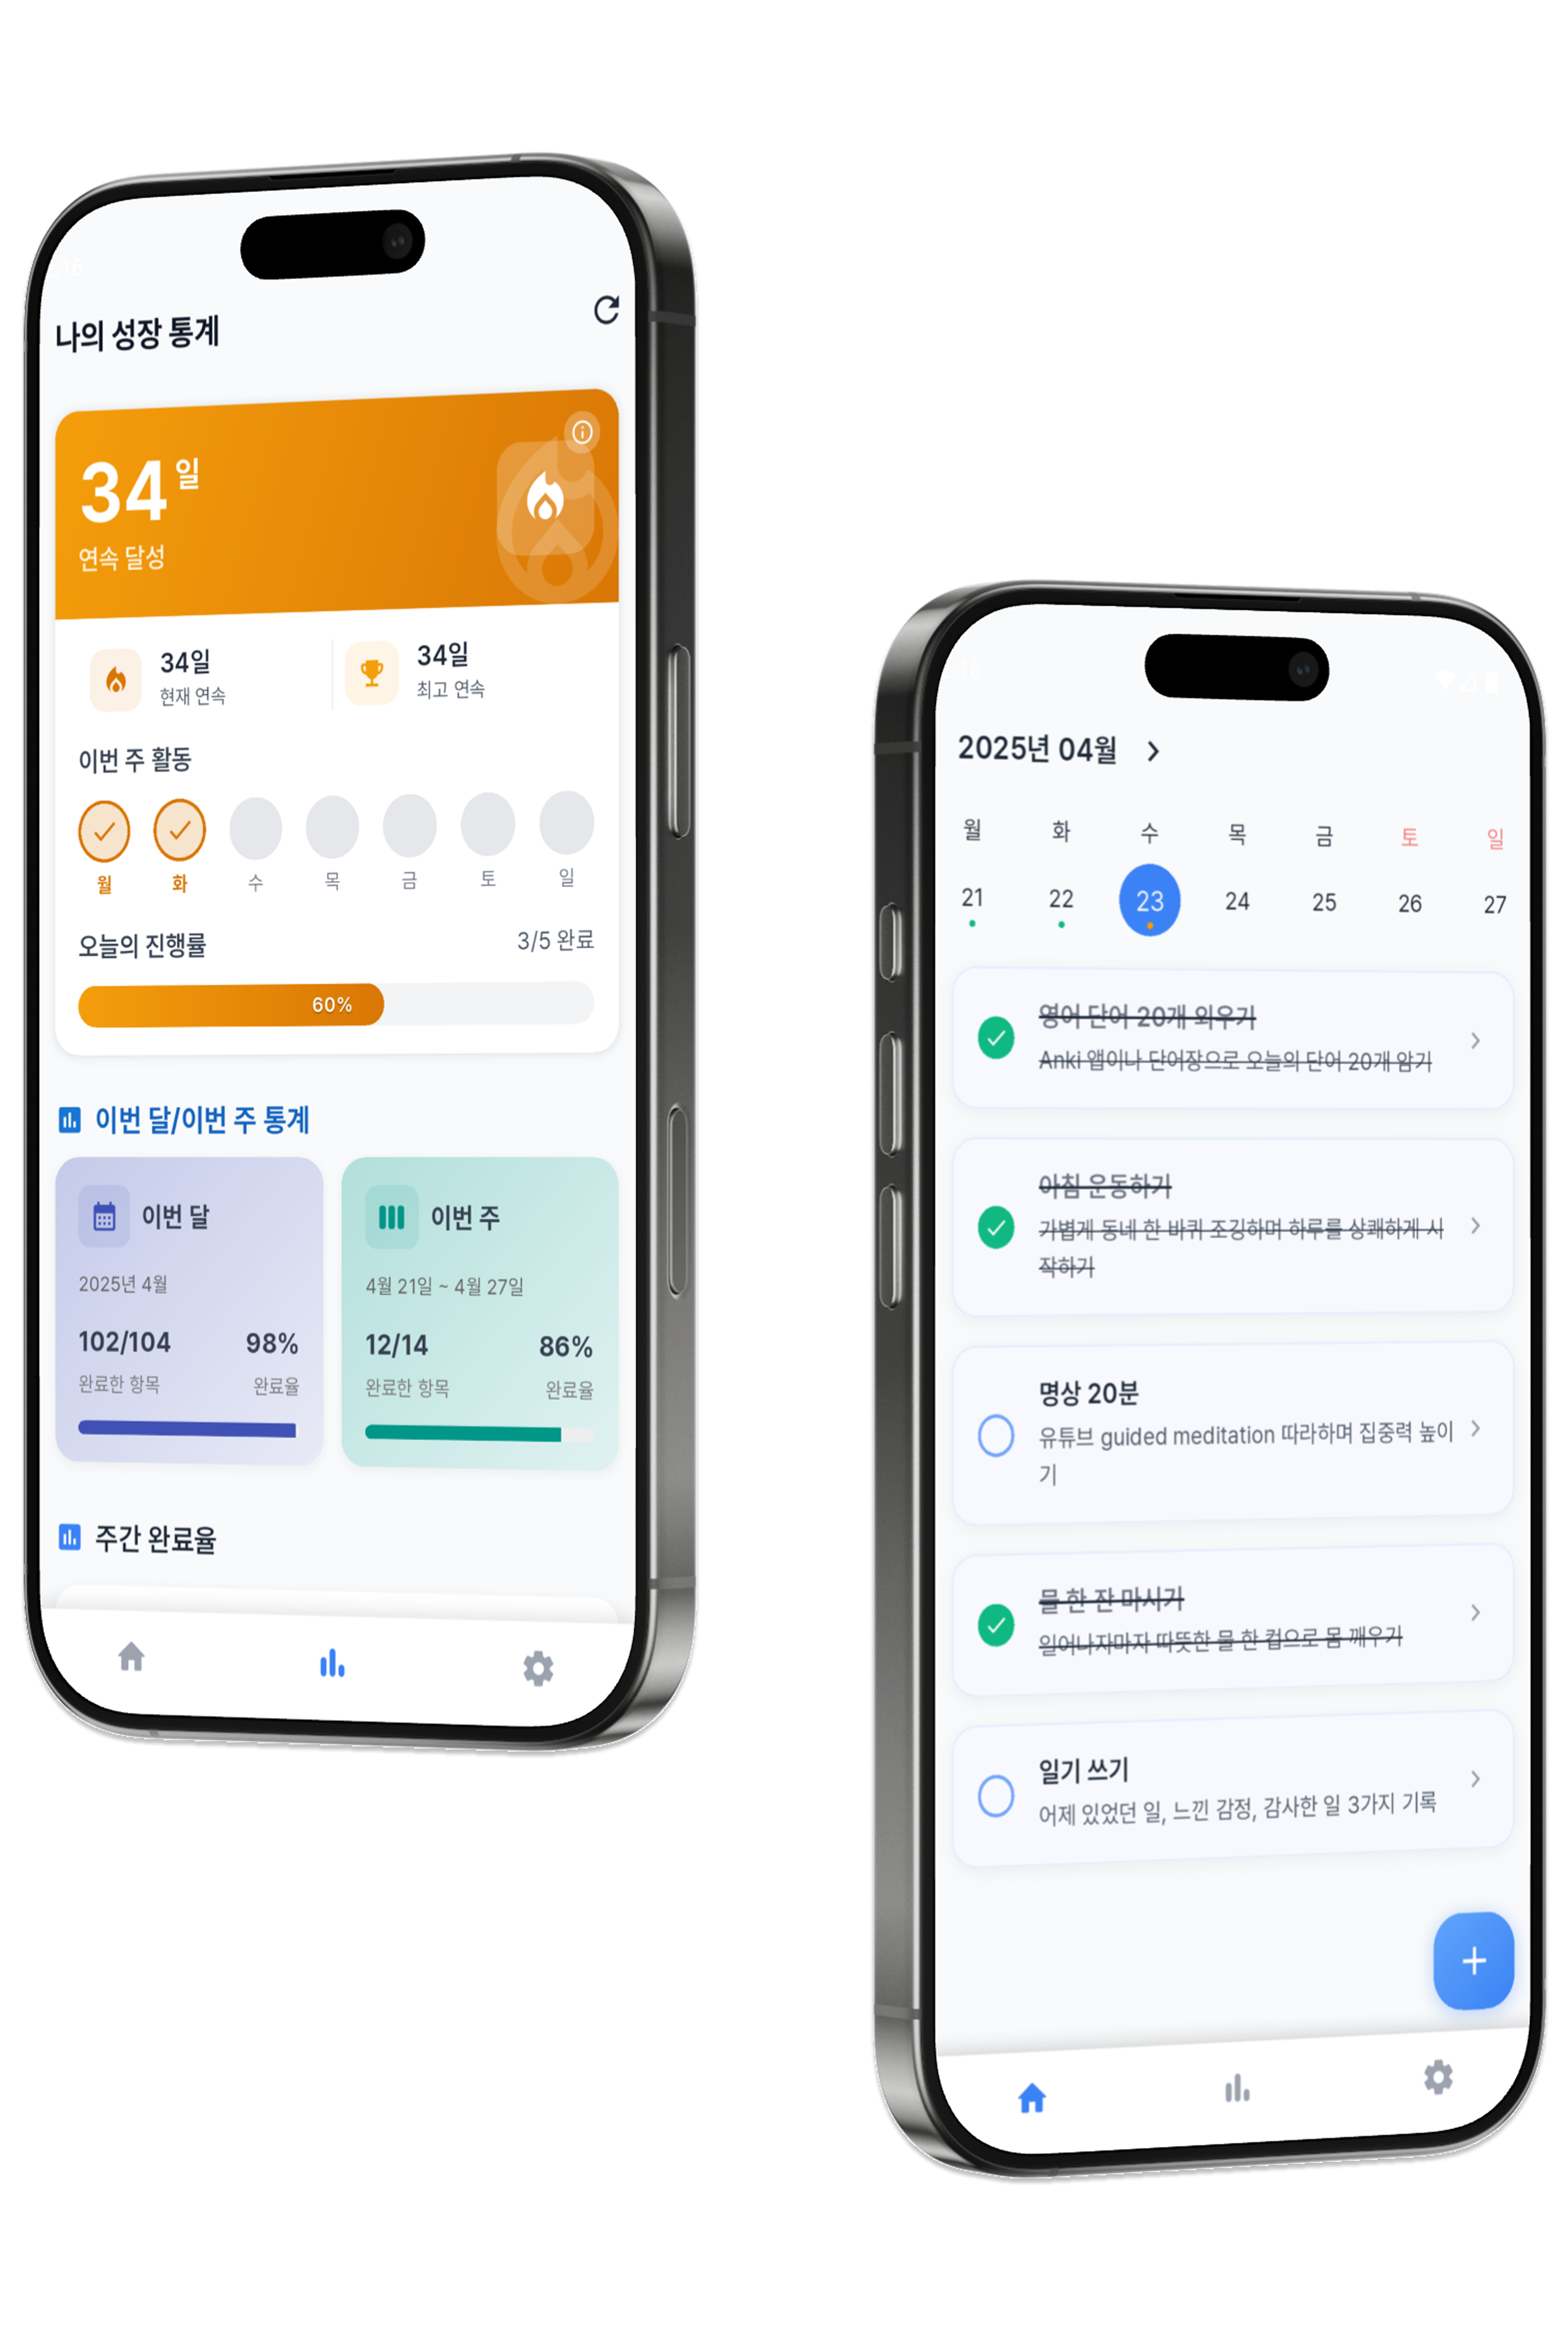 나의 성장 통계
34일
연속 달성
34일
현재 연속
34일
최고 연속
이번 주 활동
월 화 수 목 금 토 일
오늘의 진행률 3/5 완료
60%
이번 달/이번 주 통계
이번 달
2025년 4월
102/104 98%
완료한 항목 완료율
이번 주
4월 21일 ~ 4월 27일
12/14 86%
완료한 항목 완료율
주간 완료율
2025년 04월
월 화 수 목 금 토 일
21 22 23 24 25 26 27
영어 단어 20개 외우기
Anki 앱이나 단어장으로 오늘의 단어 20개 암기
아침 운동하기
가볍게 동네 한 바퀴 조깅하며 하루를 상쾌하게 시
작하기
명상 20분
유튜브 guided meditation 따라하며 집중력 높이
기
물 한 잔 마시기
일어나자마자 따뜻한 물 한 컵으로 몸 깨우기
일기 쓰기
어제 있었던 일, 느낀 감정, 감사한 일 3가지 기록